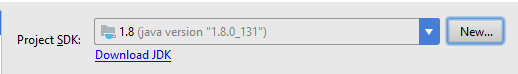 Project SDK: 1.8 (java version "1.8.0_131") New...
Download JDK